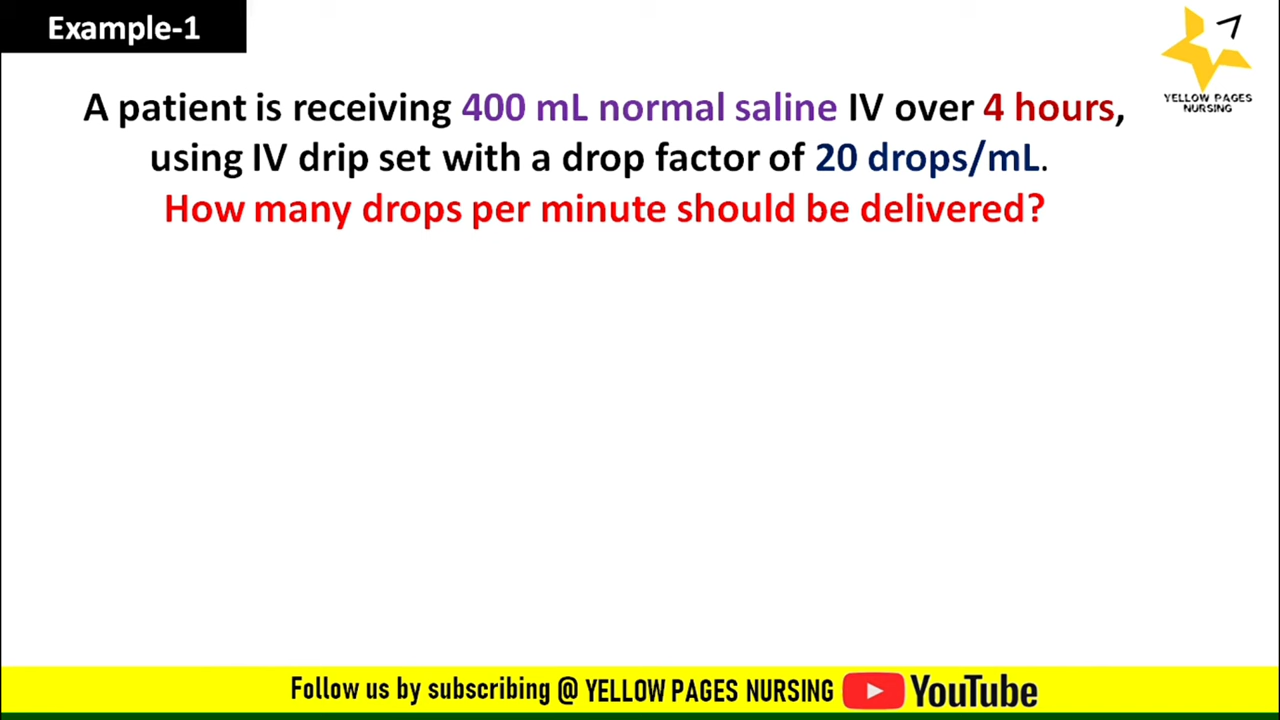 Example-1
YELLOW PAGES
NURSING
A patient is receiving 400 mL normal saline IV over 4 hours,
using IV drip set with a drop factor of 20 drops/mL.
How many drops per minute should be delivered?
Follow us by subscribing @ YELLOW PAGES NURSING YouTube